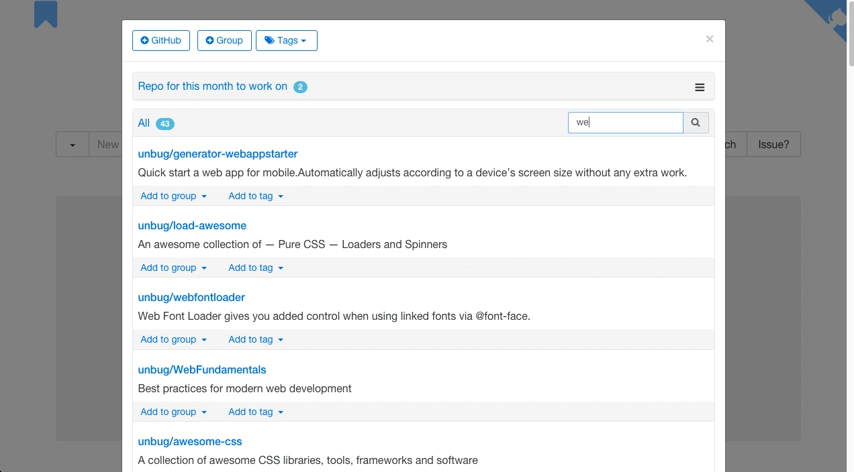 GitHub Group Tags ×
Repo for this month to work on 2
All 43 we
unbug/generator-webappstarter
Quick start a web app for mobile.Automatically adjusts according to a device's screen size without any extra work.
Add to group Add to tag
unbug/load-awesome
An awesome collection of — Pure CSS — Loaders and Spinners
Add to group Add to tag
unbug/webfontloader
Web Font Loader gives you added control when using linked fonts via @font-face.
Add to group Add to tag
unbug/WebFundamentals
Best practices for modern web development
Add to group Add to tag
unbug/awesome-css
A collection of awesome CSS libraries, tools, frameworks and software
New
ch Issue?